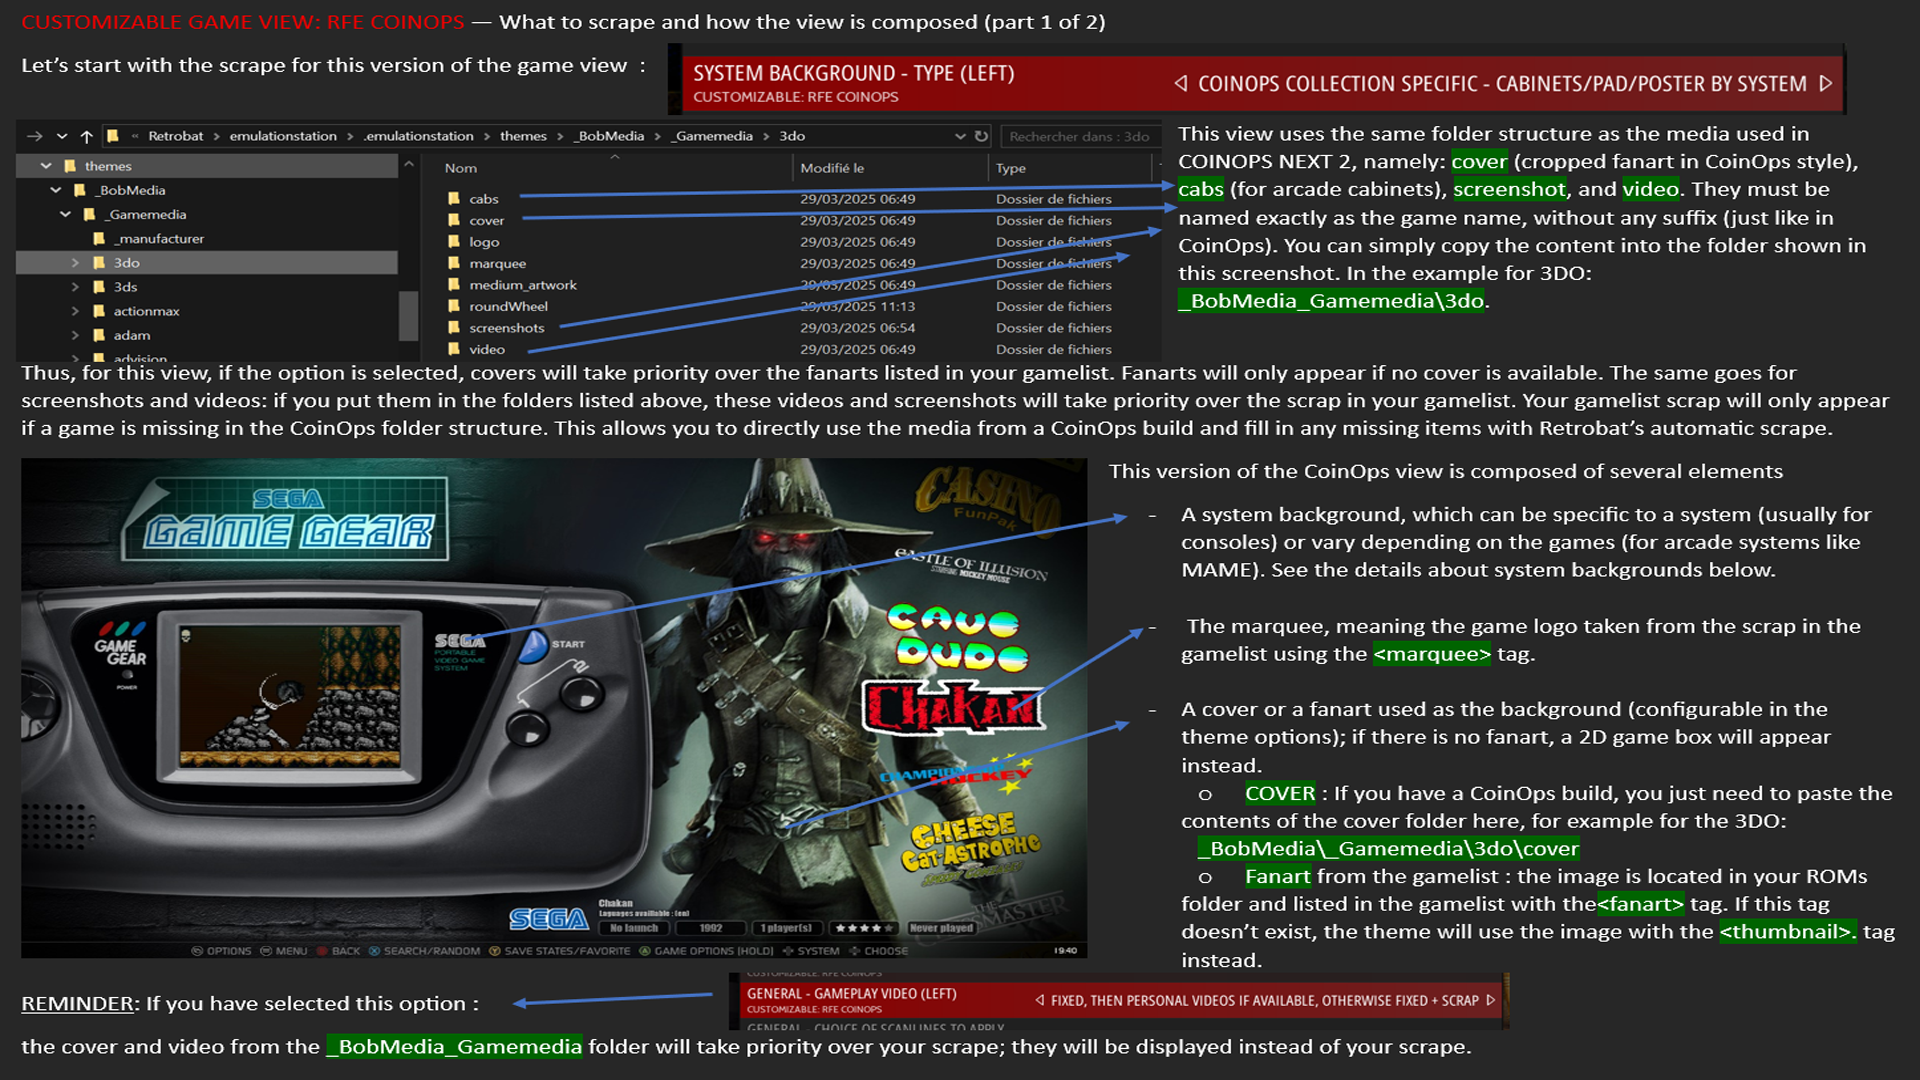 CUSTOMIZABLE GAME VIEW: RFE COINOPS — What to scrape and how the view is composed (part 1 of 2)
Let's start with the scrape for this version of the game view :
SYSTEM BACKGROUND - TYPE (LEFT)
CUSTOMIZABLE: RFE COINOPS
COINOPS COLLECTION SPECIFIC - CABINETS/PAD/POSTER BY SYSTEM
« Retrobat > emulationstation > .emulationstation > themes > _BobMedia > _Gamemedia > 3do
Rechercher dans : 3do
themes
_BobMedia
_Gamemedia
_manufacturer
3do
3ds
actionmax
adam
advision
Nom Modifié le Type
cabs 29/03/2025 06:49 Dossier de fichiers
cover 29/03/2025 06:49 Dossier de fichiers
logo 29/03/2025 06:49 Dossier de fichiers
marquee 29/03/2025 06:49 Dossier de fichiers
medium_artwork 29/03/2025 06:49 Dossier de fichiers
roundWheel 29/03/2025 11:13 Dossier de fichiers
screenshots 29/03/2025 06:54 Dossier de fichiers
video 29/03/2025 06:49 Dossier de fichiers
This view uses the same folder structure as the media used in
COINOPS NEXT 2, namely: cover (cropped fanart in CoinOps style),
cabs (for arcade cabinets), screenshot, and video. They must be
named exactly as the game name, without any suffix (just like in
CoinOps). You can simply copy the content into the folder shown in
this screenshot. In the example for 3DO:
_BobMedia_Gamemedia\3do.
Thus, for this view, if the option is selected, covers will take priority over the fanarts listed in your gamelist. Fanarts will only appear if no cover is available. The same goes for
screenshots and videos: if you put them in the folders listed above, these videos and screenshots will take priority over the scrap in your gamelist. Your gamelist scrap will only appear
if a game is missing in the CoinOps folder structure. This allows you to directly use the media from a CoinOps build and fill in any missing items with Retrobat's automatic scrape.
SEGA
GAME GEAR
CASINO
FunPak
CASTLE OF ILLUSION
STARRING MICKEY MOUSE
CAVE
DUDE
CHAKAN
CHAMPIONSHIP
HOCKEY
CHEESE
CAT-ASTROPHE
GAME
GEAR
POWER
SEGA
PORTABLE
VIDEO GAME
SYSTEM
START
2
SEGA
Chakan
Laguages available : (en)
No launch 1992 1 player(s) ★★★★★ Never played
OPTIONS MENU BACK SEARCH/RANDOM SAVE STATES/FAVORITE GAME OPTIONS (HOLD) SYSTEM CHOOSE 19:40
This version of the CoinOps view is composed of several elements
- A system background, which can be specific to a system (usually for
consoles) or vary depending on the games (for arcade systems like
MAME). See the details about system backgrounds below.
- The marquee, meaning the game logo taken from the scrap in the
gamelist using the <marquee> tag.
- A cover or a fanart used as the background (configurable in the
theme options); if there is no fanart, a 2D game box will appear
instead.
o COVER : If you have a CoinOps build, you just need to paste the
contents of the cover folder here, for example for the 3DO:
_BobMedia\_Gamemedia\3do\cover
o Fanart from the gamelist : the image is located in your ROMs
folder and listed in the gamelist with the<fanart> tag. If this tag
doesn't exist, the theme will use the image with the <thumbnail>. tag
instead.
REMINDER: If you have selected this option :
CUSTOMIZABLE: RFE COINOPS
GENERAL - GAMEPLAY VIDEO (LEFT)
CUSTOMIZABLE: RFE COINOPS
FIXED, THEN PERSONAL VIDEOS IF AVAILABLE, OTHERWISE FIXED + SCRAP
GENERAL - CHOICE OF SCANLINES TO APPLY
the cover and video from the _BobMedia_Gamemedia folder will take priority over your scrape; they will be displayed instead of your scrape.